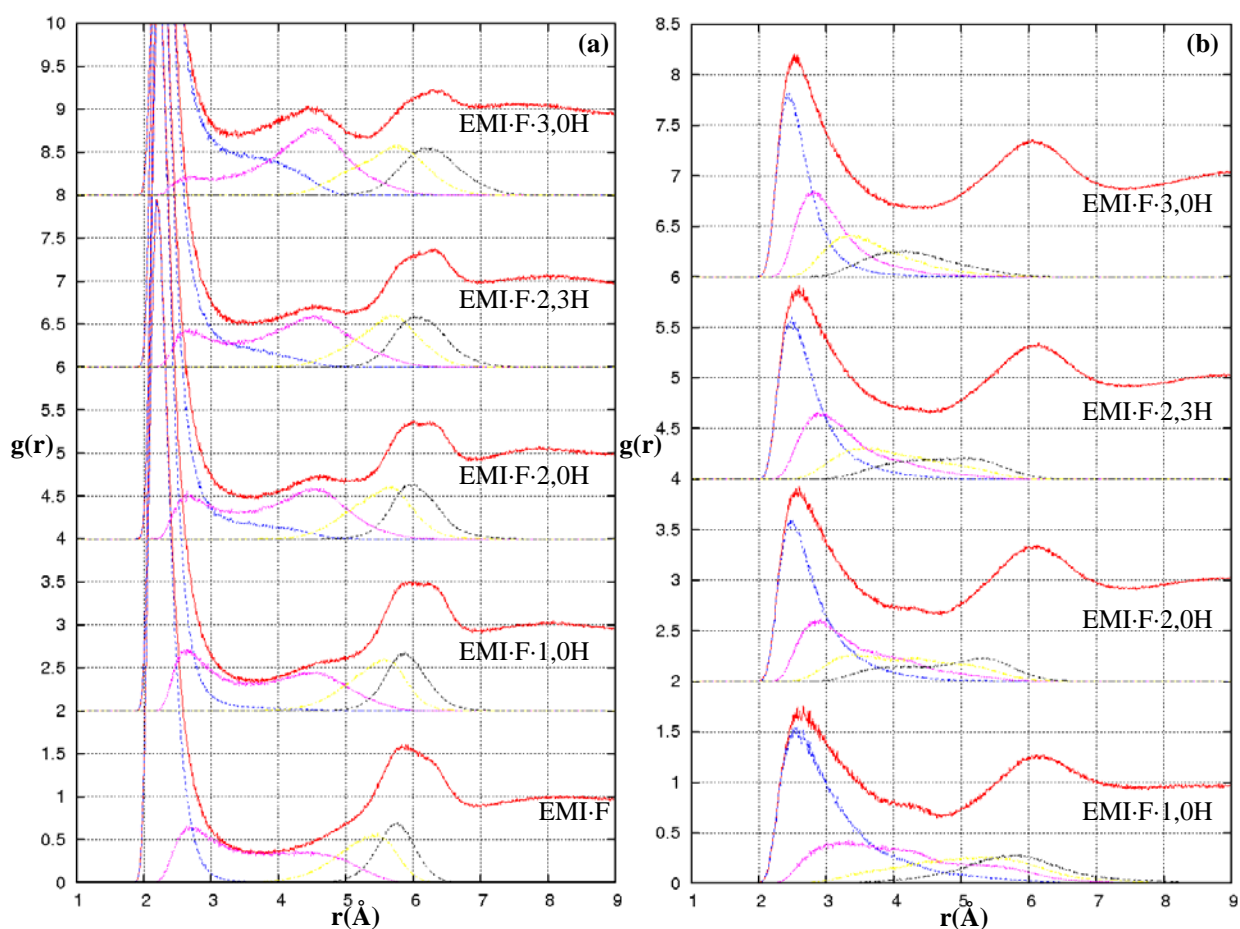 (a)
10
9.5
9
8.5
8
7.5
7
6.5
6
5.5
5
4.5
4
3.5
3
2.5
2
1.5
1
0.5
0
g(r)
EMI·F·3,0H
EMI·F·2,3H
EMI·F·2,0H
EMI·F·1,0H
EMI·F
1 2 3 4 5 6 7 8 9
r(Å)
(b)
8.5
8
7.5
7
6.5
6
5.5
5
4.5
4
3.5
3
2.5
2
1.5
1
0.5
0
g(r)
EMI·F·3,0H
EMI·F·2,3H
EMI·F·2,0H
EMI·F·1,0H
1 2 3 4 5 6 7 8 9
r(Å)